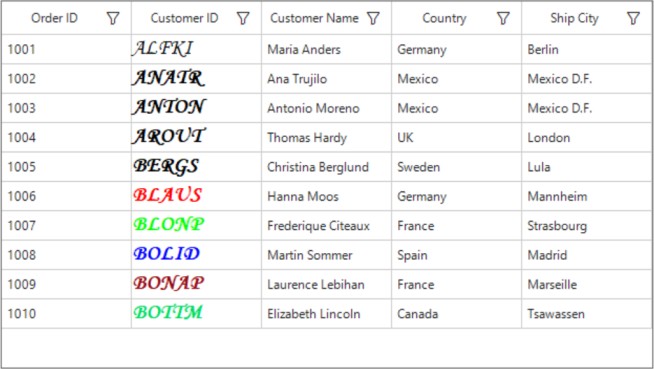 Order ID Customer ID Customer Name Country Ship City
1001 ALFKI Maria Anders Germany Berlin
1002 ANATR Ana Trujilo Mexico Mexico D.F.
1003 ANTON Antonio Moreno Mexico Mexico D.F.
1004 AROUT Thomas Hardy UK London
1005 BERGS Christina Berglund Sweden Lula
1006 BLAUS Hanna Moos Germany Mannheim
1007 BLONP Frederique Citeaux France Strasbourg
1008 BOLID Martin Sommer Spain Madrid
1009 BONAP Laurence Lebihan France Marseille
1010 BOTTM Elizabeth Lincoln Canada Tsawassen